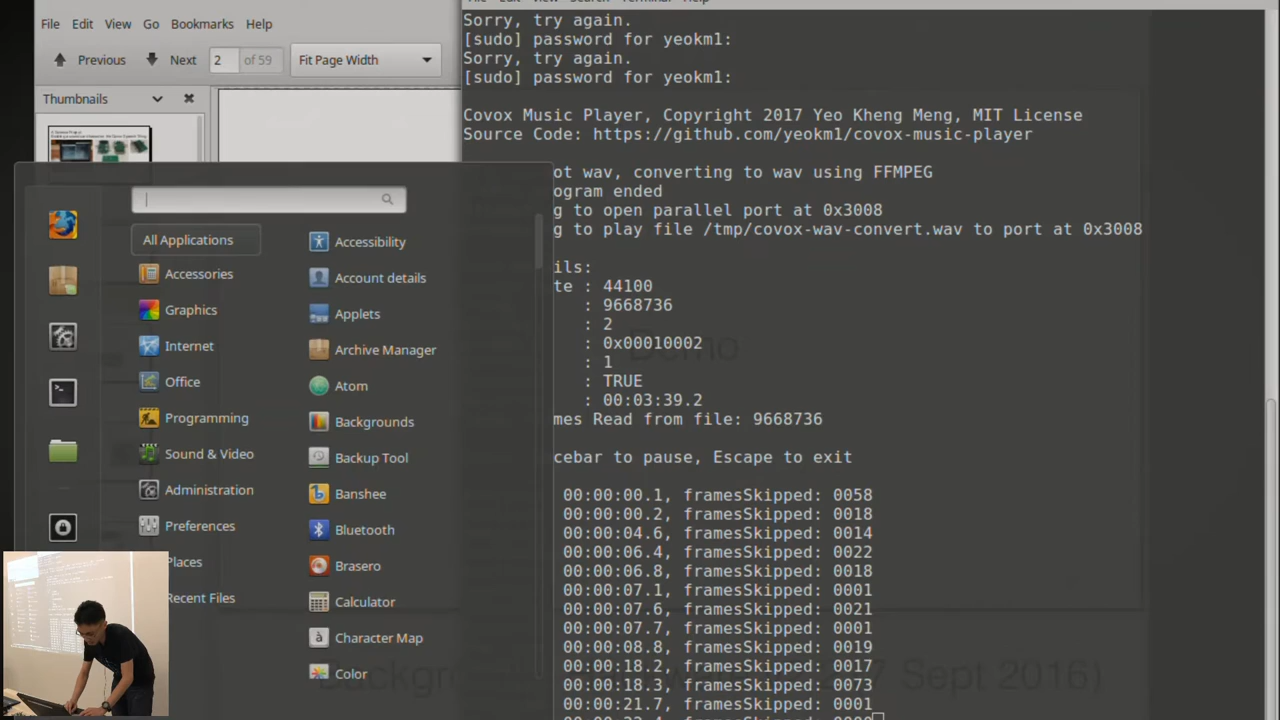 File Edit View Go Bookmarks Help
Previous Next 2 of 59 Fit Page Width
Thumbnails
Sorry, try again.
[sudo] password for yeokm1:
Sorry, try again.
[sudo] password for yeokm1:
Covox Music Player, Copyright 2017 Yeo Kheng Meng, MIT License
Source Code: https://github.com/yeokm1/covox-music-player
ot wav, converting to wav using FFMPEG
ogram ended
g to open parallel port at 0x3008
g to play file /tmp/covox-wav-convert.wav to port at 0x3008
ils:
te : 44100
: 9668736
: 2
: 0x00010002
: 1
: TRUE
: 00:03:39.2
mes Read from file: 9668736
cebar to pause, Escape to exit
00:00:00.1, framesSkipped: 0058
00:00:00.2, framesSkipped: 0018
00:00:04.6, framesSkipped: 0014
00:00:06.4, framesSkipped: 0022
00:00:06.8, framesSkipped: 0018
00:00:07.1, framesSkipped: 0001
00:00:07.6, framesSkipped: 0021
00:00:07.7, framesSkipped: 0001
00:00:08.8, framesSkipped: 0019
00:00:18.2, framesSkipped: 0017
00:00:18.3, framesSkipped: 0073
00:00:21.7, framesSkipped: 0001
Demo
Sept 2016)
All Applications
Accessories
Graphics
Internet
Office
Programming
Sound & Video
Administration
Preferences
Places
Recent Files
Accessibility
Account details
Applets
Archive Manager
Atom
Backgrounds
Backup Tool
Banshee
Bluetooth
Brasero
Calculator
Character Map
Color